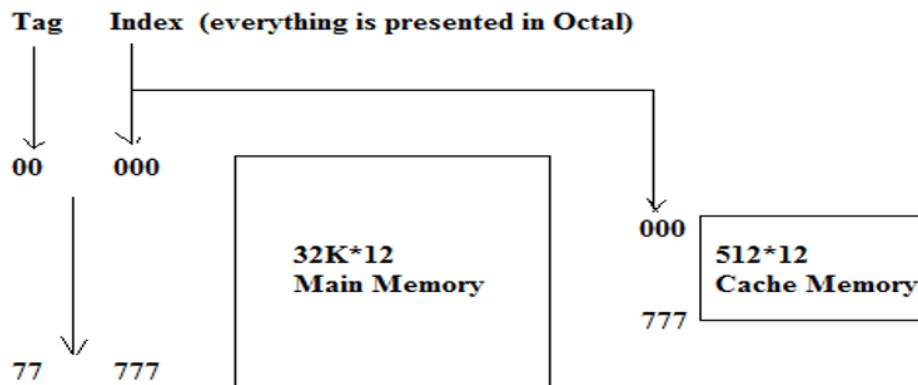 Tag Index (everything is presented in Octal)
00 000
000
32K*12
Main Memory
512*12
Cache Memory
777
77 777